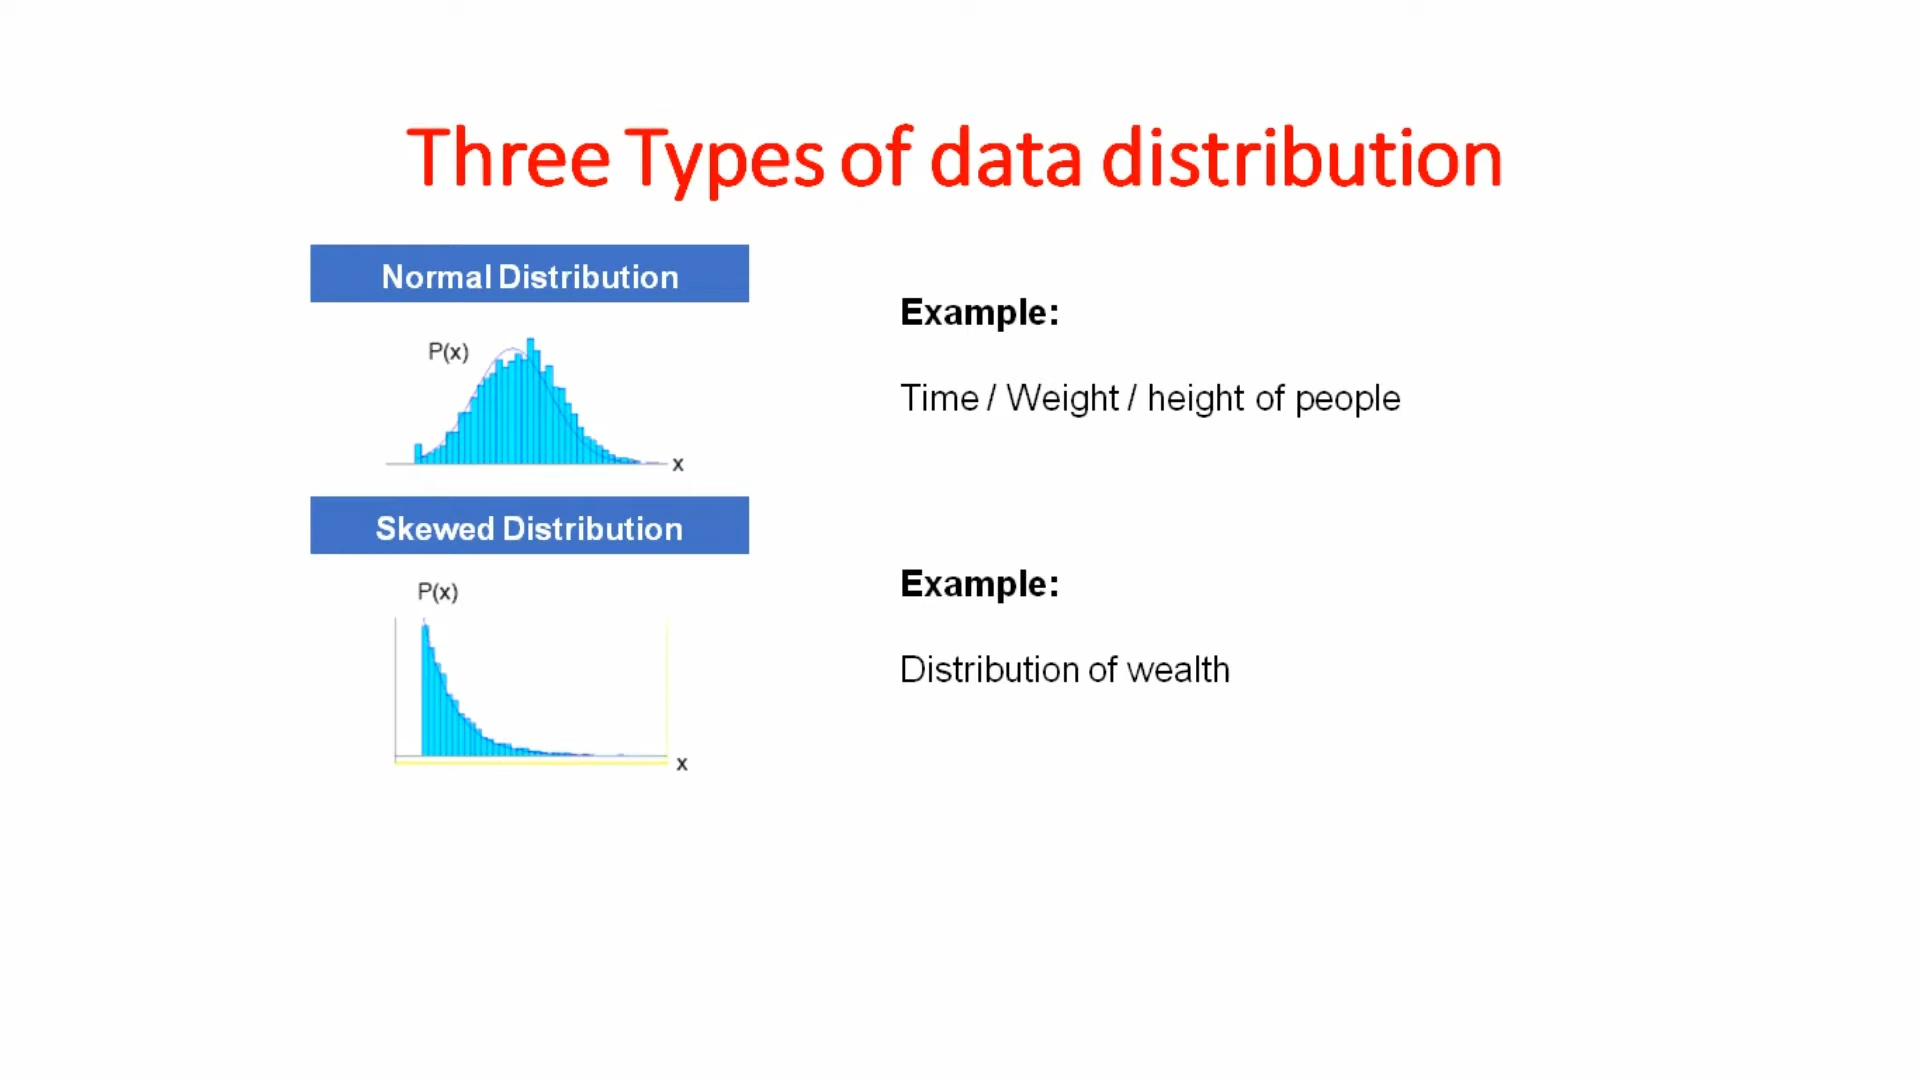 Three Types of data distribution
Normal Distribution
P(x)
x
Example:
Time / Weight / height of people
Skewed Distribution
P(x)
x
Example:
Distribution of wealth